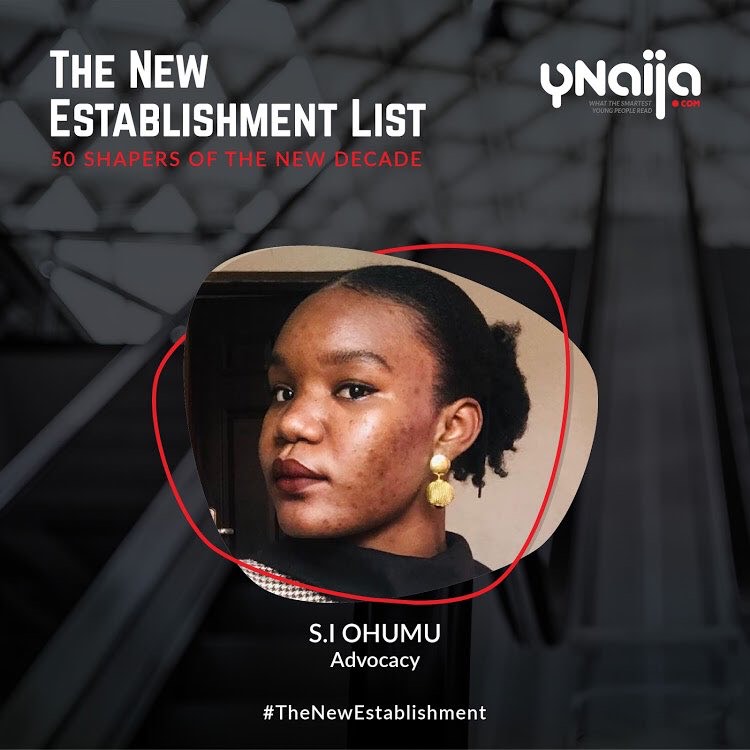 THE NEW
ESTABLISHMENT LIST
50 SHAPERS OF THE NEW DECADE
YNaija
.COM
WHAT THE SMARTEST
YOUNG PEOPLE READ
S.I OHUMU
Advocacy
#TheNewEstablishment